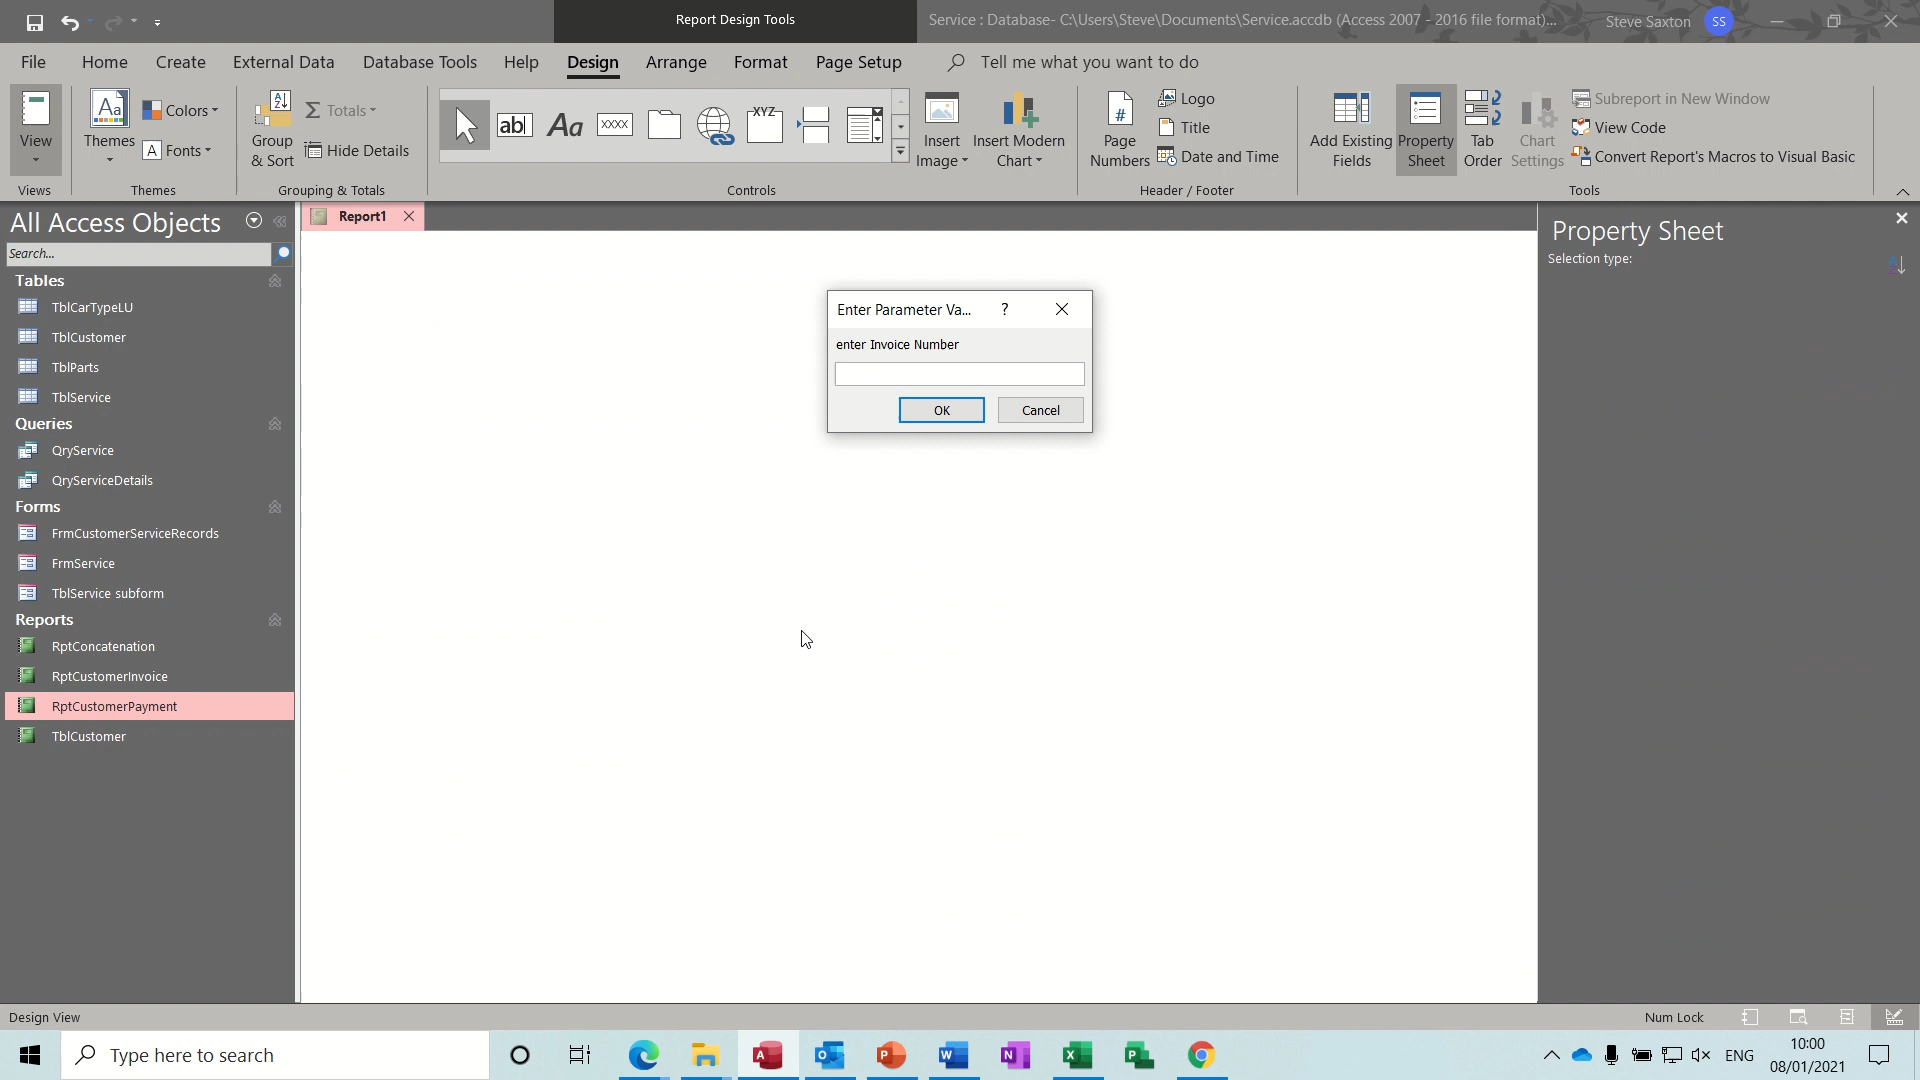 Report Design Tools
Service : Database- C:\Users\Steve\Documents\Service.accdb (Access 2007 - 2016 file format)...
Steve Saxton
SS
File
Home
Create
External Data
Database Tools
Help
Design
Arrange
Format
Page Setup
Tell me what you want to do
View
Themes
Colors
Fonts
Group & Sort
Totals
Hide Details
Aa
ab
Aa
XXXX
XYZ
Insert Image
Insert Modern Chart
Page Numbers
Logo
Title
Date and Time
Add Existing Fields
Property Sheet
Tab Order
Chart Settings
Subreport in New Window
View Code
Convert Report's Macros to Visual Basic
Views
Themes
Grouping & Totals
Controls
Header / Footer
Tools
All Access Objects
Search...
Tables
TblCarTypeLU
TblCustomer
TblParts
TblService
Queries
QryService
QryServiceDetails
Forms
FrmCustomerServiceRecords
FrmService
TblService subform
Reports
RptConcatenation
RptCustomerInvoice
RptCustomerPayment
TblCustomer
Report1
Enter Parameter Va...
?
enter Invoice Number
OK
Cancel
Property Sheet
Selection type:
Design View
Num Lock
Type here to search
ENG
10:00
08/01/2021